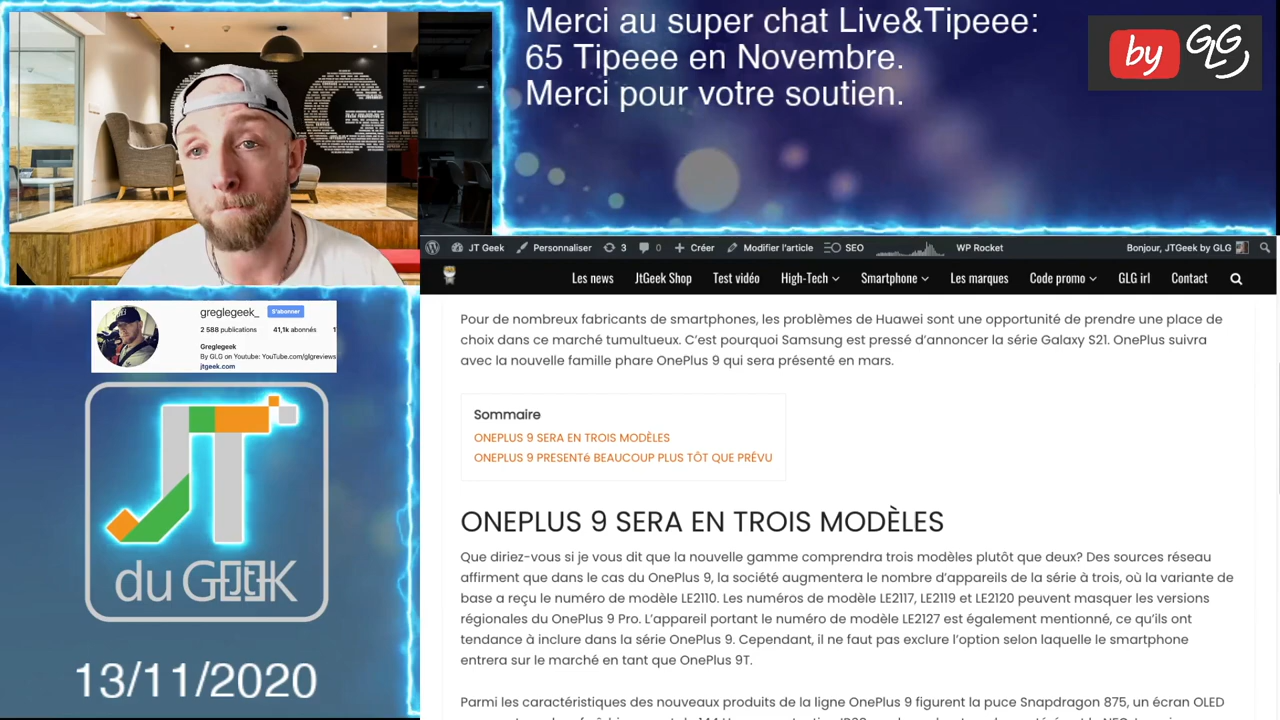 Merci au super chat Live&Tipeee:
65 Tipeee en Novembre.
Merci pour votre soutien.
by GLG
greglegeek_ S'abonner
2 588 publications 41,1k abonnés 1
Greglegeek
By GLG on Youtube: YouTube.com/glgreviews
jtgeek.com
JT
du GEEK
13/11/2020
JT Geek Personnaliser 3 0 Créer Modifier l'article SEO WP Rocket Bonjour, JTGeek by GLG
Les news JtGeek Shop Test vidéo High-Tech Smartphone Les marques Code promo GLG irl Contact
Pour de nombreux fabricants de smartphones, les problèmes de Huawei sont une opportunité de prendre une place de
choix dans ce marché tumultueux. C'est pourquoi Samsung est pressé d'annoncer la série Galaxy S21. OnePlus suivra
avec la nouvelle famille phare OnePlus 9 qui sera présenté en mars.
Sommaire
ONEPLUS 9 SERA EN TROIS MODÈLES
ONEPLUS 9 PRESENTé BEAUCOUP PLUS TÔT QUE PRÉVU
ONEPLUS 9 SERA EN TROIS MODÈLES
Que diriez-vous si je vous dit que la nouvelle gamme comprendra trois modèles plutôt que deux? Des sources réseau
affirment que dans le cas du OnePlus 9, la société augmentera le nombre d'appareils de la série à trois, où la variante de
base a reçu le numéro de modèle LE2110. Les numéros de modèle LE2117, LE2119 et LE2120 peuvent masquer les versions
régionales du OnePlus 9 Pro. L'appareil portant le numéro de modèle LE2127 est également mentionné, ce qu'ils ont
tendance à inclure dans la série OnePlus 9. Cependant, il ne faut pas exclure l'option selon laquelle le smartphone
entrera sur le marché en tant que OnePlus 9T.
Parmi les caractéristiques des nouveaux produits de la ligne OnePlus 9 figurent la puce Snapdragon 875, un écran OLED